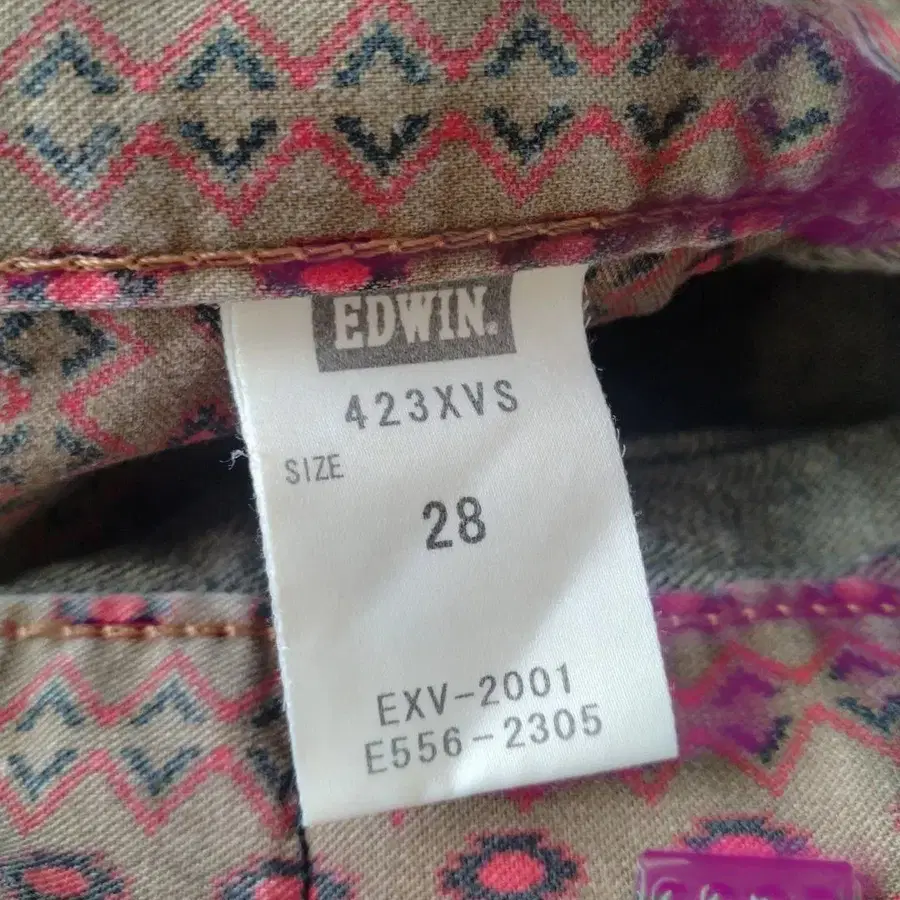 EDWIN.
423XVS
SIZE
28
EXV-2001
E556-2305